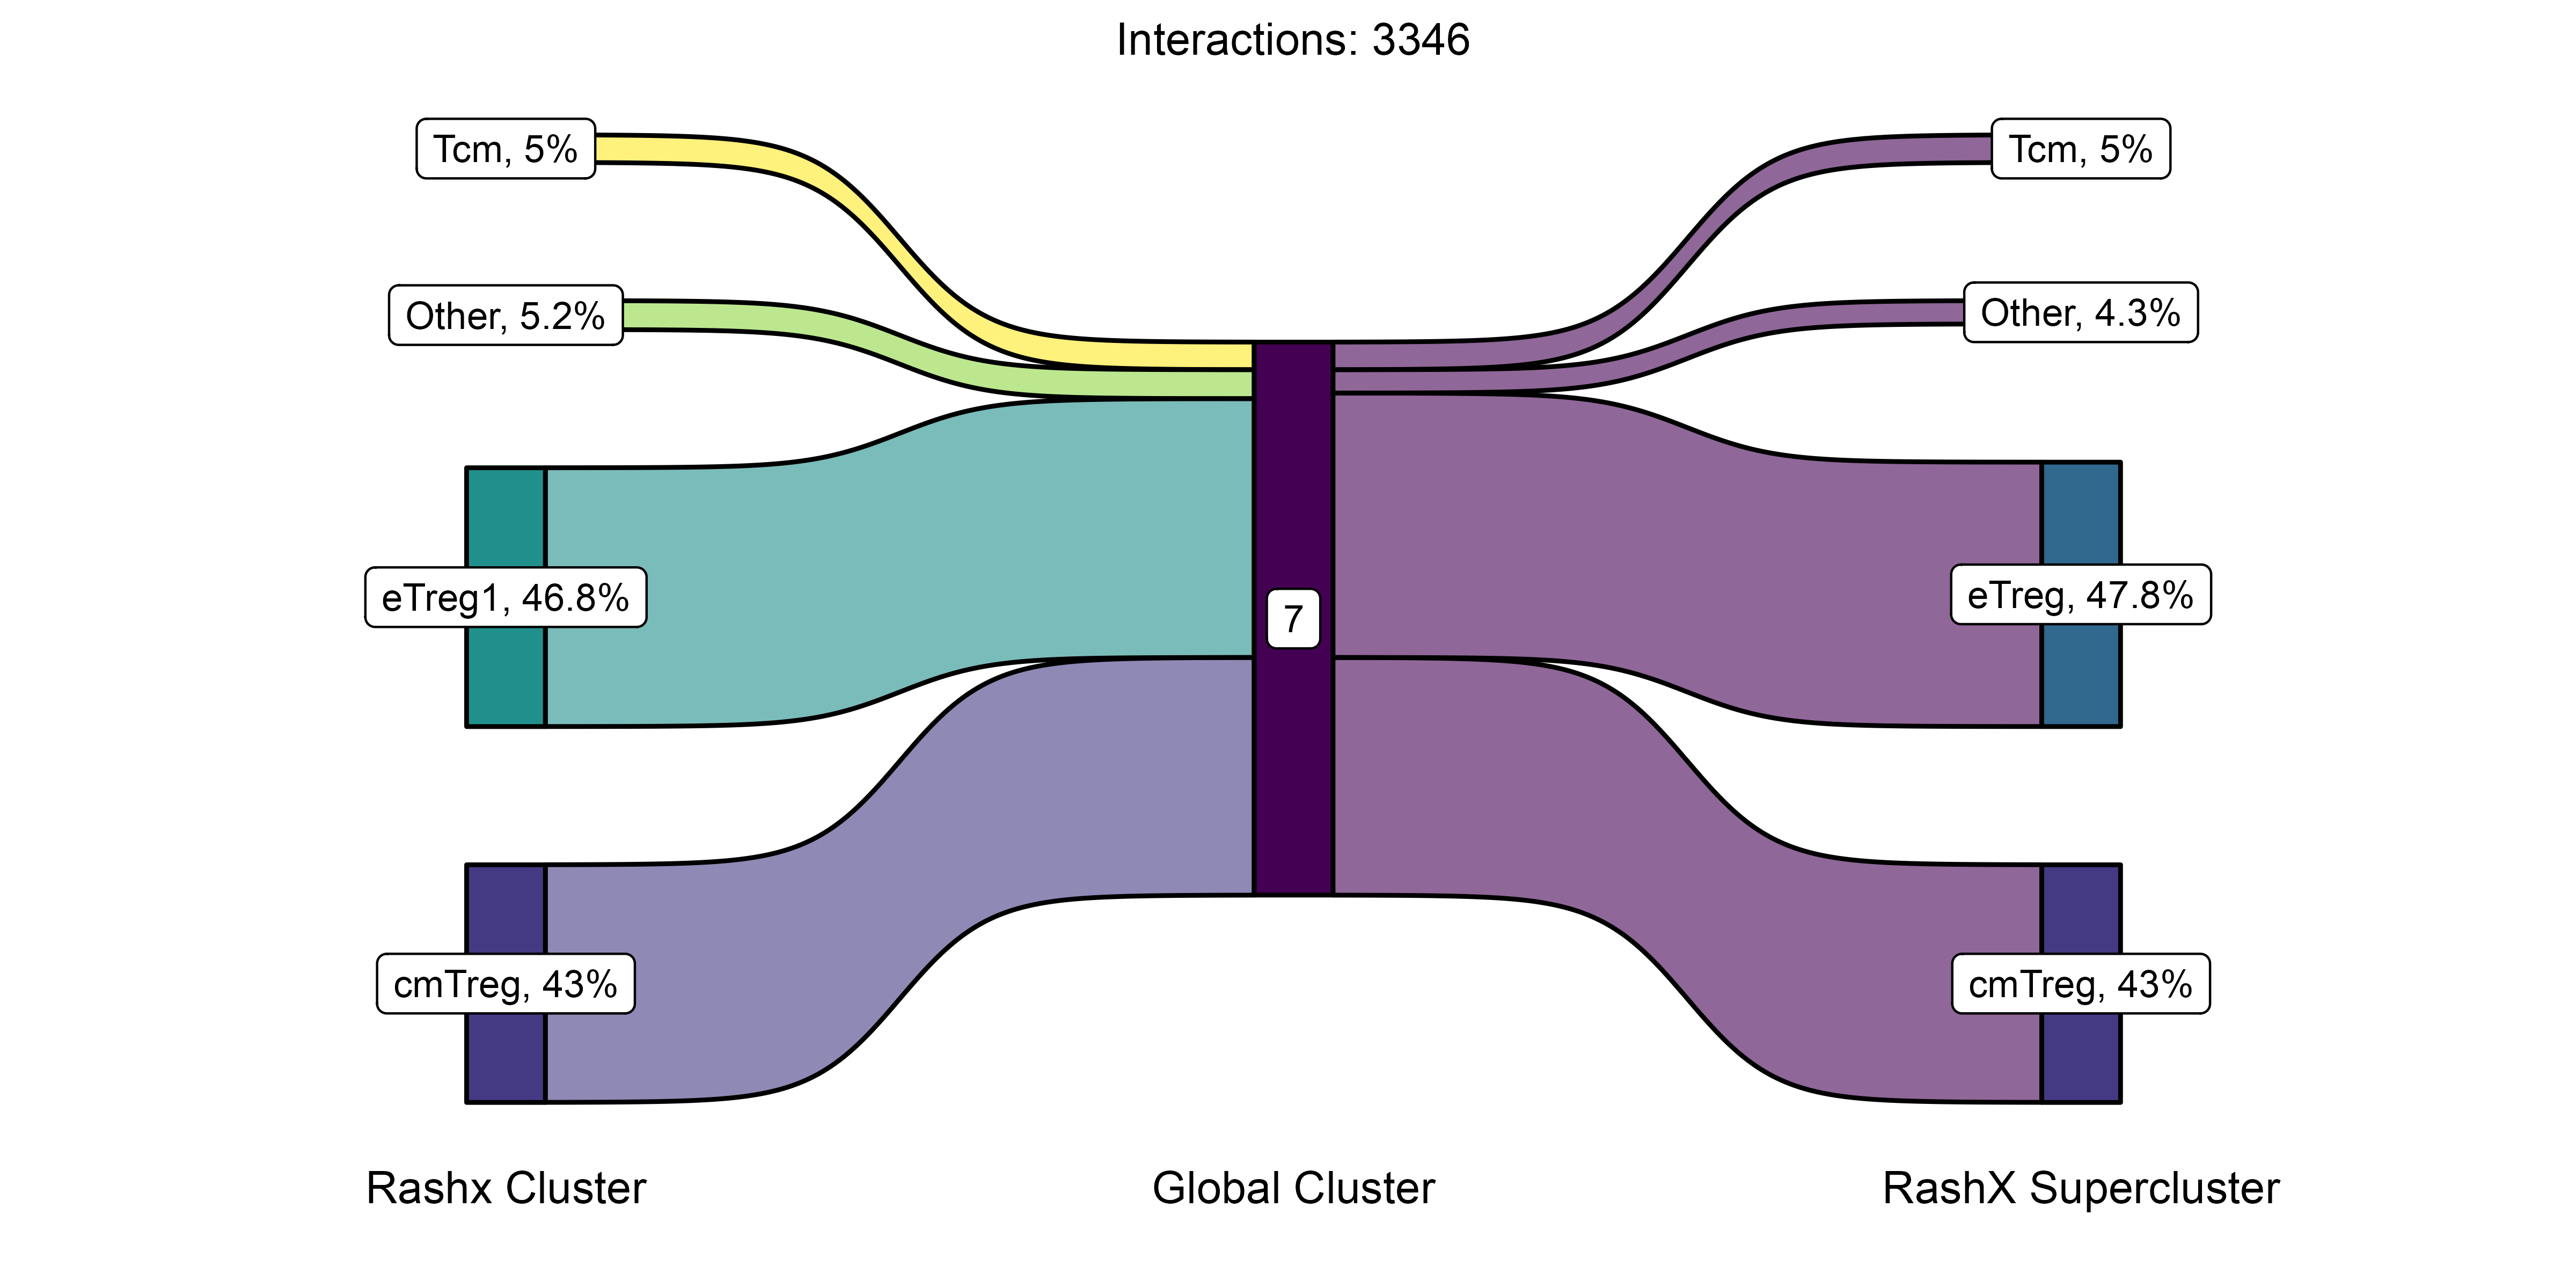 Interactions: 3346
Tcm, 5%
Tcm, 5%
Other, 5.2%
Other, 4.3%
eTreg1, 46.8%
7
eTreg, 47.8%
cmTreg, 43%
cmTreg, 43%
Rashx Cluster
Global Cluster
RashX Supercluster